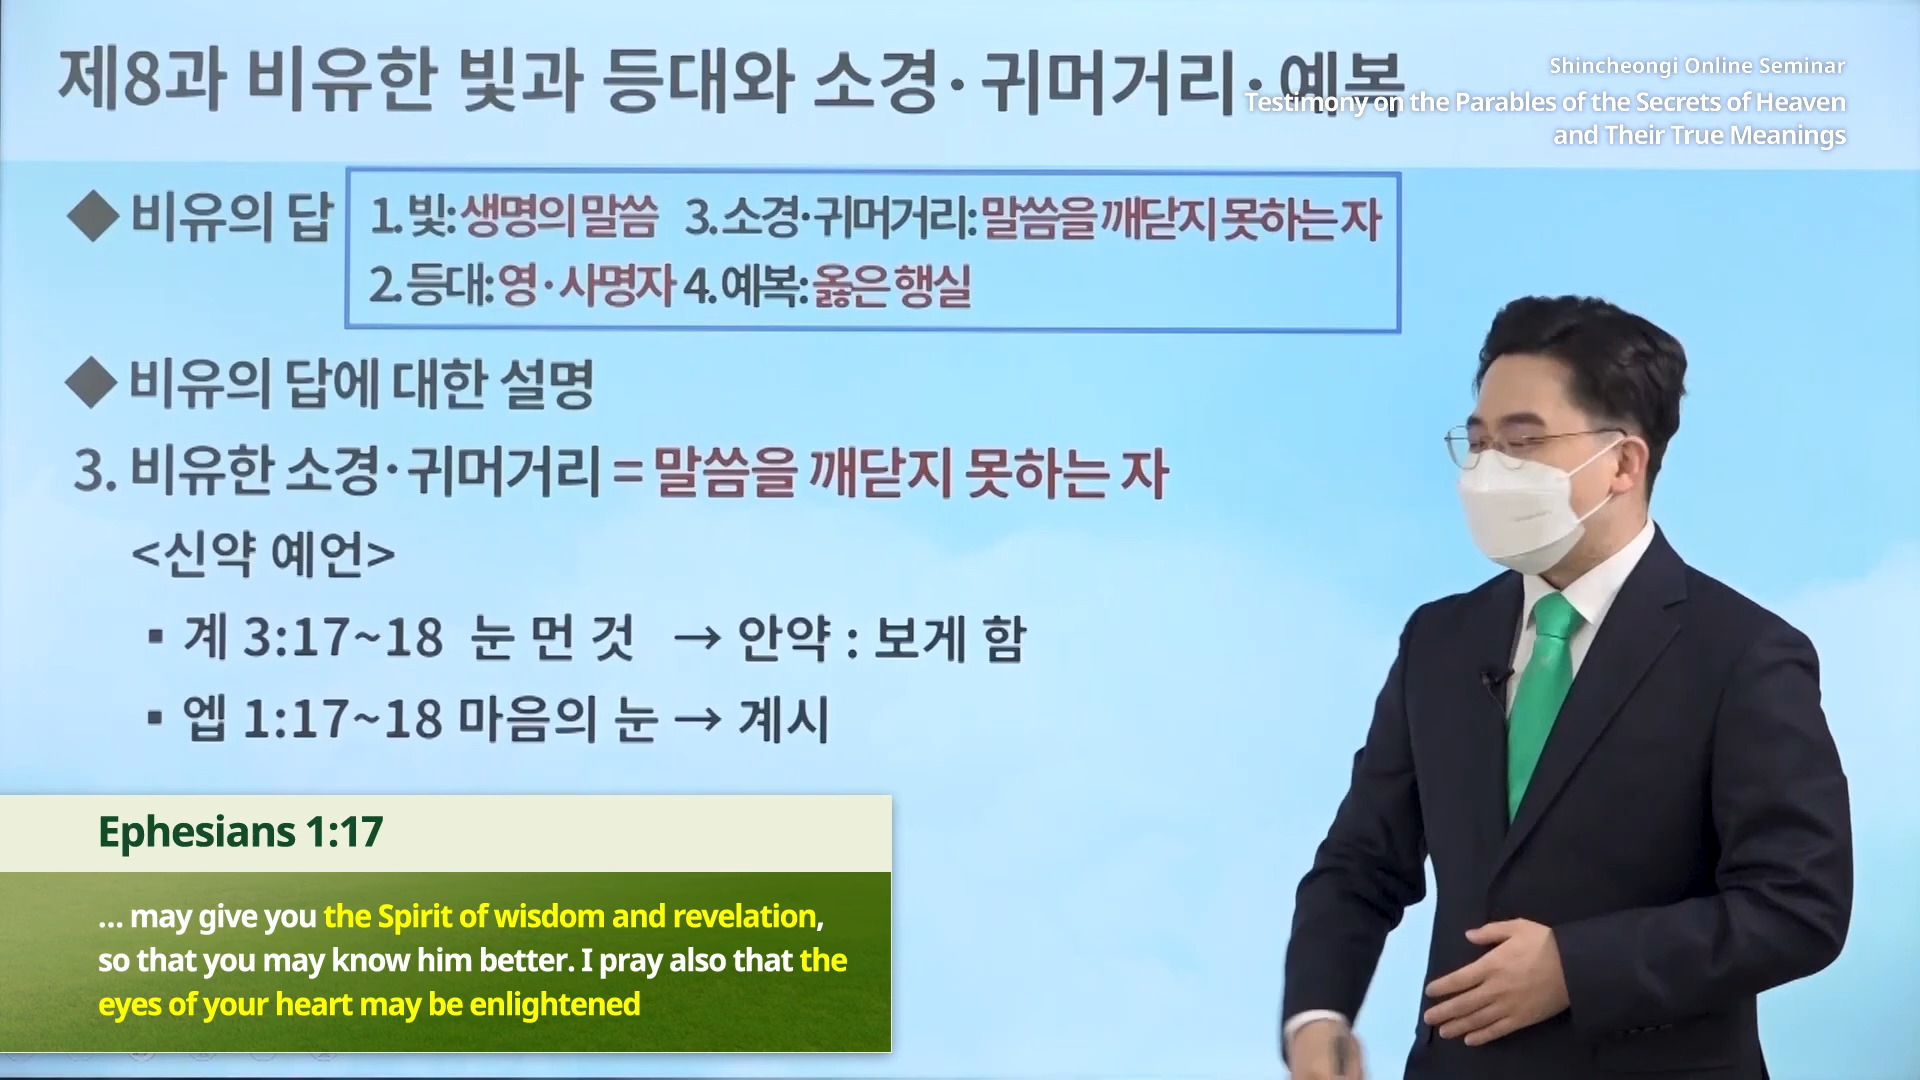 제8과 비유한 빛과 등대와 소경·귀머거리·예복
Shincheongi Online Seminar
Testimony on the Parables of the Secrets of Heaven
and Their True Meanings
◆ 비유의 답
1. 빛: 생명의 말씀 3. 소경·귀머거리: 말씀을 깨닫지 못하는 자
2. 등대: 영·사명자 4. 예복: 옳은 행실
◆ 비유의 답에 대한 설명
3. 비유한 소경·귀머거리 = 말씀을 깨닫지 못하는 자
<신약 예언>
▪ 계 3:17~18 눈 먼 것 → 안약 : 보게 함
▪ 엡 1:17~18 마음의 눈 → 계시
Ephesians 1:17
... may give you the Spirit of wisdom and revelation,
so that you may know him better. I pray also that the
eyes of your heart may be enlightened